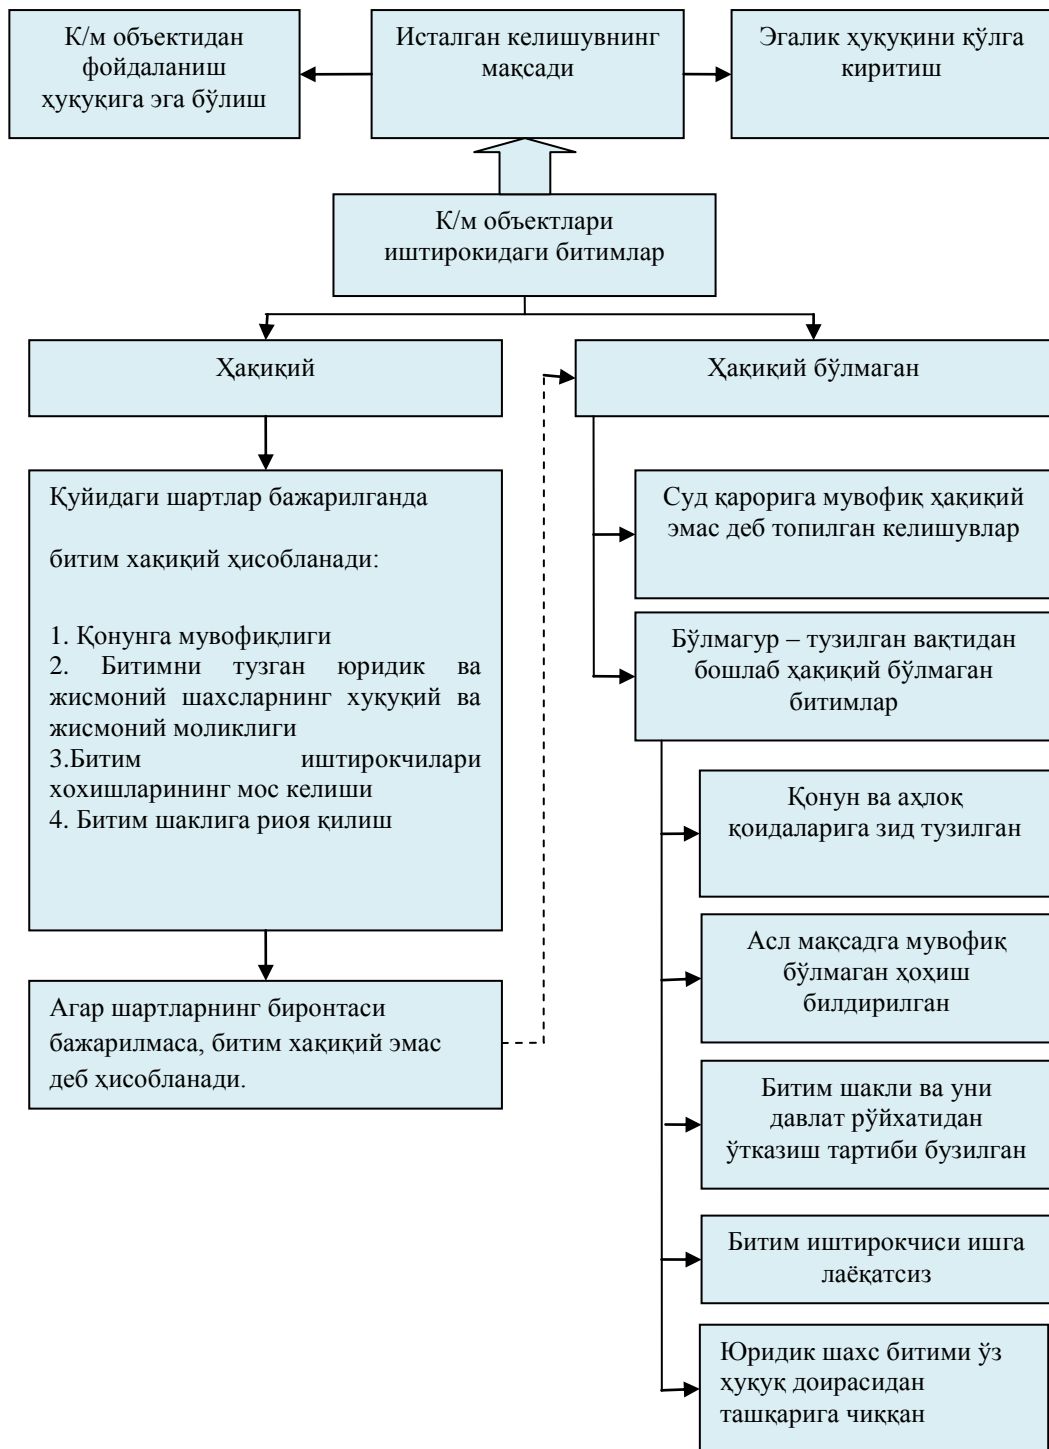 К/м объектидан
фойдаланиш
ҳуқуқига эга бўлиш
Исталган келишувнинг
мақсади
Эгалик ҳуқуқини қўлга
киритиш
К/м объектлари
иштирокидаги битимлар
Ҳақиқий
Ҳақиқий бўлмаган
Қуйидаги шартлар бажарилганда
битим хақиқий ҳисобланади:
1. Қонунга мувофиқлиги
2. Битимни тузган юридик ва
жисмоний шахсларнинг хуқуқий ва
жисмоний моликлиги
3.Битим иштирокчилари
хохишларининг мос келиши
4. Битим шаклига риоя қилиш
Агар шартларнинг биронтаси
бажарилмаса, битим хақиқий эмас
деб ҳисобланади.
Суд қарорига мувофиқ ҳақиқий
эмас деб топилган келишувлар
Бўлмагур – тузилган вақтидан
бошлаб ҳақиқий бўлмаган
битимлар
Қонун ва аҳлоқ
қоидаларига зид тузилган
Асл мақсадга мувофиқ
бўлмаган ҳоҳиш
билдирилган
Битим шакли ва уни
давлат рўйхатидан
ўтказиш тартиби бузилган
Битим иштирокчиси ишга
лаёқатсиз
Юридик шахс битими ўз
ҳуқуқ доирасидан
ташқарига чиққан